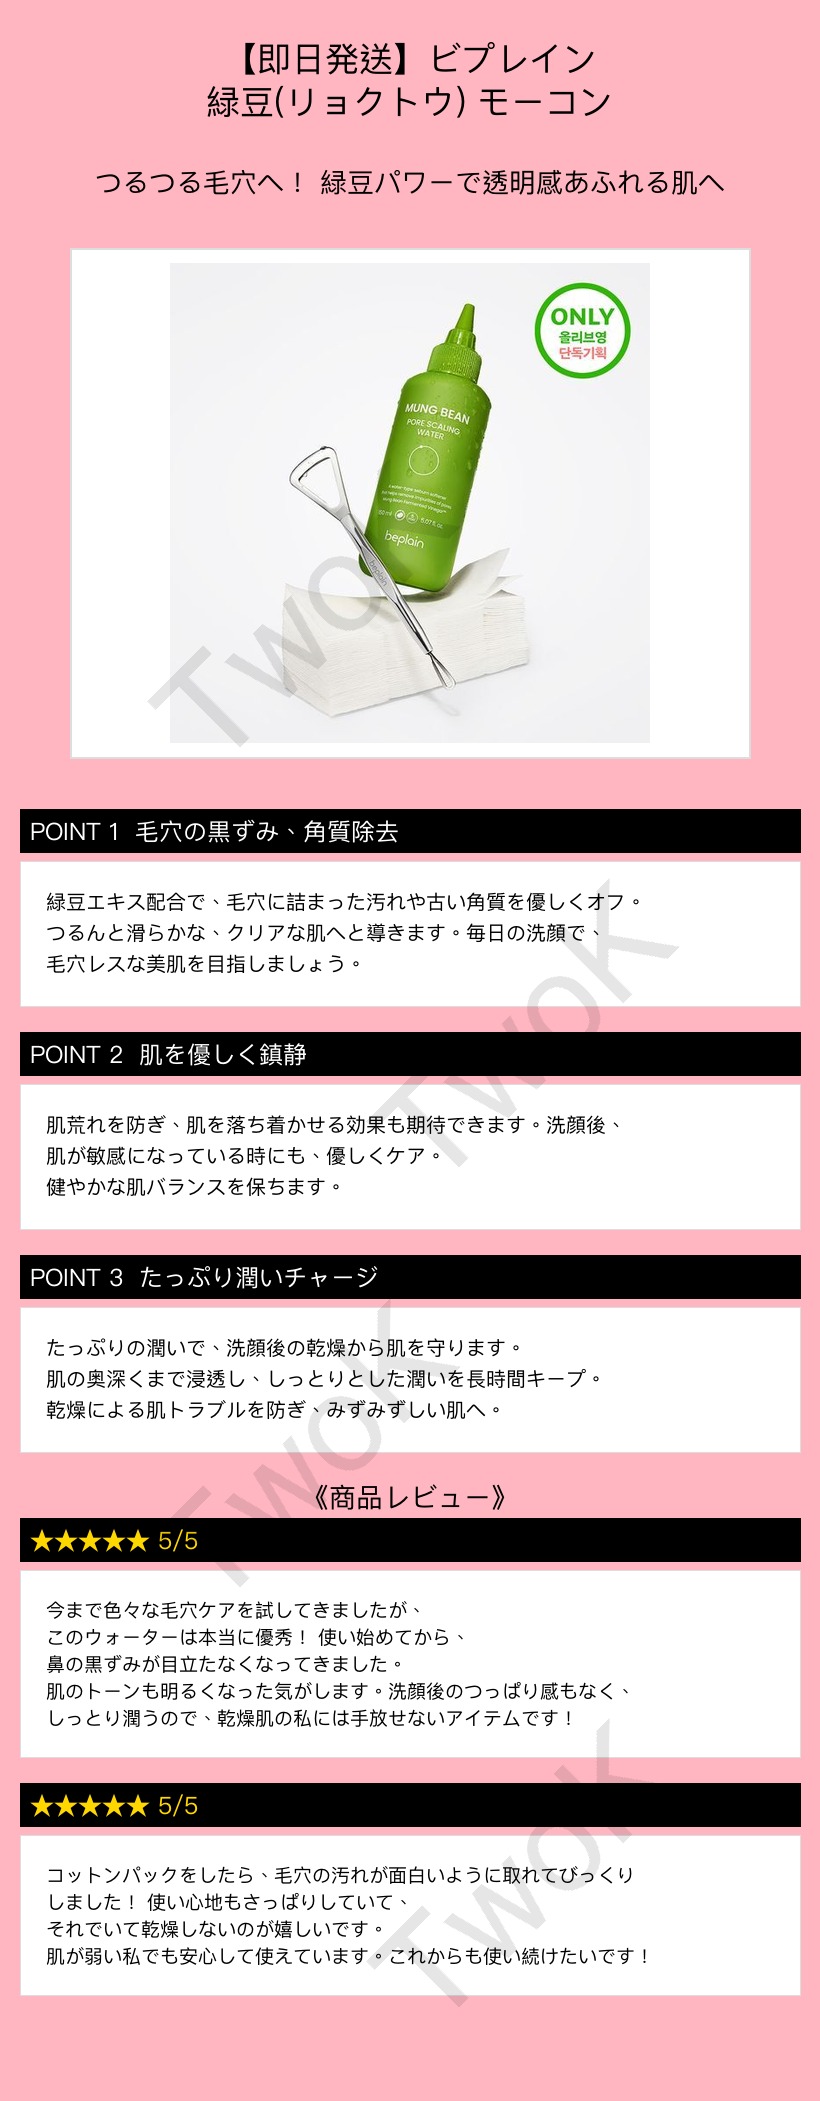 【即日発送】ビプレイン
緑豆(リョクトウ) モーコン
つるつる毛穴へ！ 緑豆パワーで透明感あふれる肌へ
ONLY
올리브영
단독기획
MUNG BEAN
PORE SCALING
WATER
A water-type sebum softener
that helps remove impurities of pores
Mung Bean Fermented Vinegar™
150 ml 5.07 fl. oz.
beplain
beplain
TwoK
POINT 1 毛穴の黒ずみ、角質除去
緑豆エキス配合で、毛穴に詰まった汚れや古い角質を優しくオフ。
つるんと滑らかな、クリアな肌へと導きます。毎日の洗顔で、
毛穴レスな美肌を目指しましょう。
TwoK
POINT 2 肌を優しく鎮静
肌荒れを防ぎ、肌を落ち着かせる効果も期待できます。洗顔後、
肌が敏感になっている時にも、優しくケア。
健やかな肌バランスを保ちます。
POINT 3 たっぷり潤いチャージ
たっぷりの潤いで、洗顔後の乾燥から肌を守ります。
肌の奥深くまで浸透し、しっとりとした潤いを長時間キープ。
乾燥による肌トラブルを防ぎ、みずみずしい肌へ。
TwoK
《商品レビュー》
★★★★★ 5/5
今まで色々な毛穴ケアを試してきましたが、
このウォーターは本当に優秀！ 使い始めてから、
鼻の黒ずみが目立たなくなってきました。
肌のトーンも明るくなった気がします。洗顔後のつっぱり感もなく、
しっとり潤うので、乾燥肌の私には手放せないアイテムです！
★★★★★ 5/5
コットンパックをしたら、毛穴の汚れが面白いように取れてびっくり
しました！ 使い心地もさっぱりしていて、
それでいて乾燥しないのが嬉しいです。
肌が弱い私でも安心して使えています。これからも使い続けたいです！
TwoK